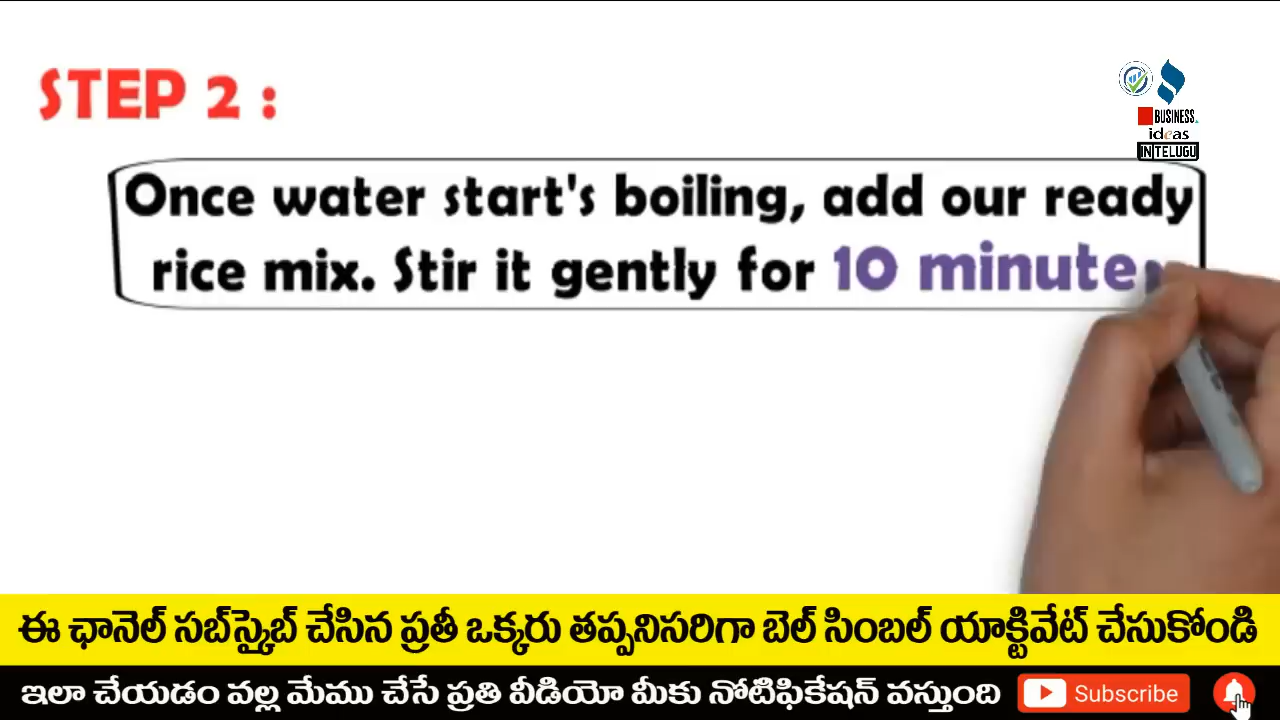 STEP 2 :
BUSINESS.
ideas
IN TELUGU
Once water start's boiling, add our ready
rice mix. Stir it gently for 10
ఈ ఛానెల్ సబ్‌స్క్రైబ్ చేసిన ప్రతీ ఒక్కరు తప్పనిసరిగా బెల్ సింబల్ యాక్టివేట్ చేసుకోండి
ఇలా చేయడం వల్ల మేము చేసే ప్రతి వీడియో మీకు నోటిఫికేషన్ వస్తుంది Subscribe